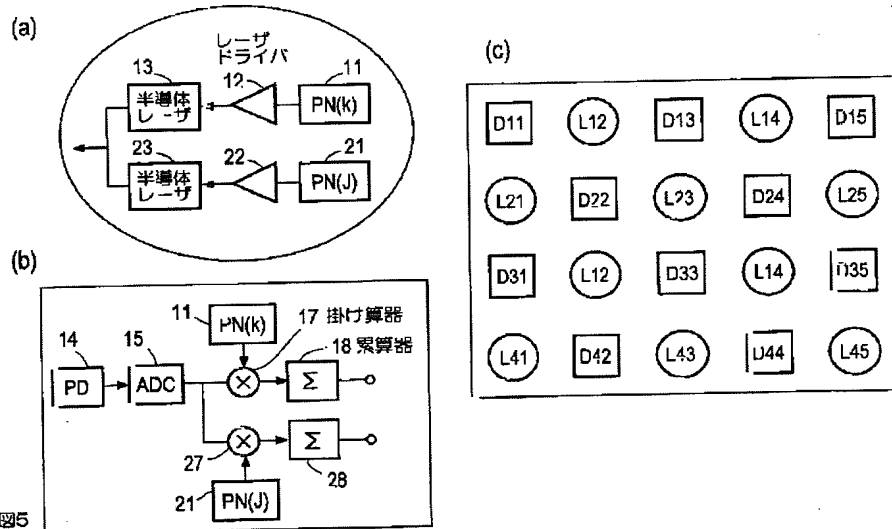 (a)
レーザ
ドライバ
13
12
11
半導体
レーザ
PN(k)
23
22
21
半導体
レーザ
PN(J)
(b)
11
PN(k)
17 掛け算器
14
15
18 累算器
PD
ADC
×
Σ
×
Σ
27
28
21
PN(J)
図5
(c)
D11 L12 D13 L14 D15
L21 D22 L23 D24 L25
D31 L12 D33 L14 D35
L41 D42 L43 D44 L45